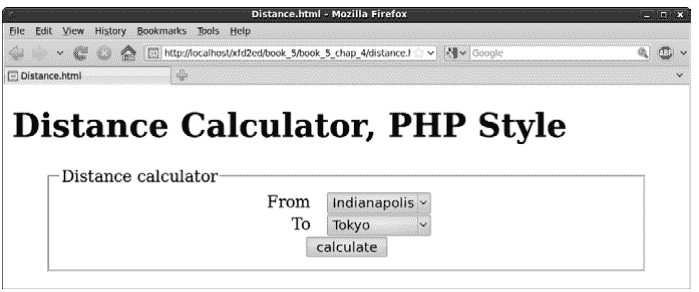 Distance.html - Mozilla Firefox
File Edit View History Bookmarks Tools Help
http://localhost/xfd2ed/book_5/book_5_chap_4/distance.h Google ABP
Distance.html
Distance Calculator, PHP Style
Distance calculator
From Indianapolis
To Tokyo
calculate